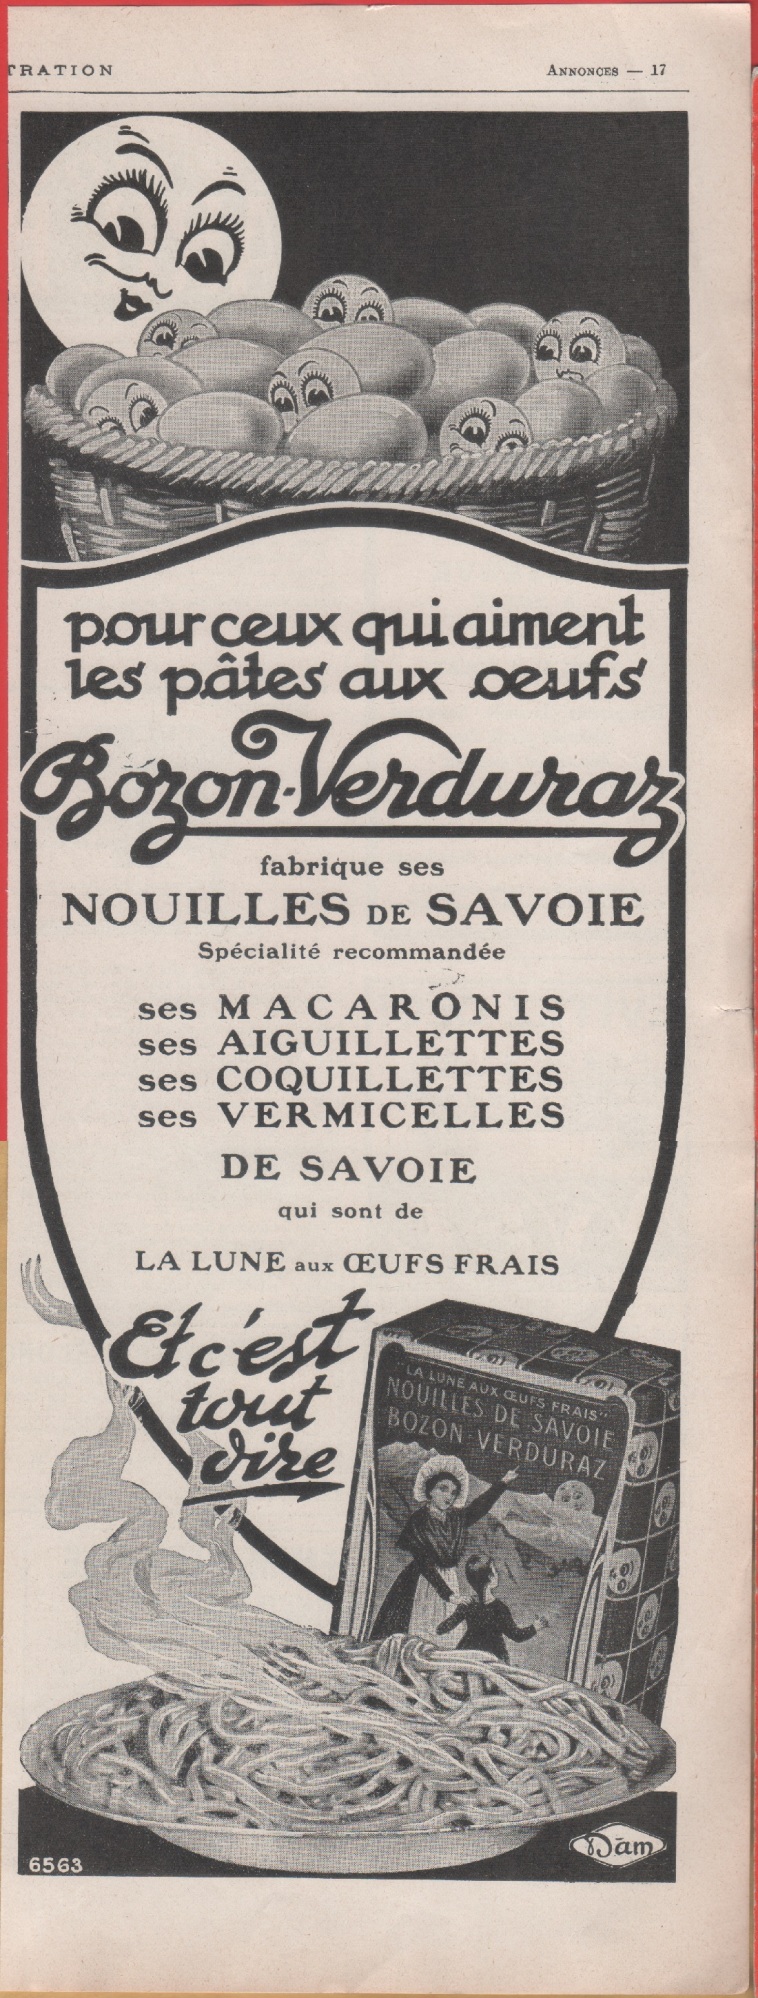 TRATION
ANNONCES — 17
pour ceux qui aiment
les pâtes aux œufs
Bozon-Verduraz
fabrique ses
NOUILLES DE SAVOIE
Spécialité recommandée
ses MACARONIS
ses AIGUILLETTES
ses COQUILLETTES
ses VERMICELLES
DE SAVOIE
qui sont de
LA LUNE aux ŒUFS FRAIS
Et c'est
tout
dire
"LA LUNE AUX ŒUFS FRAIS"
NOUILLES DE SAVOIE
BOZON-VERDURAZ
6563
Dam